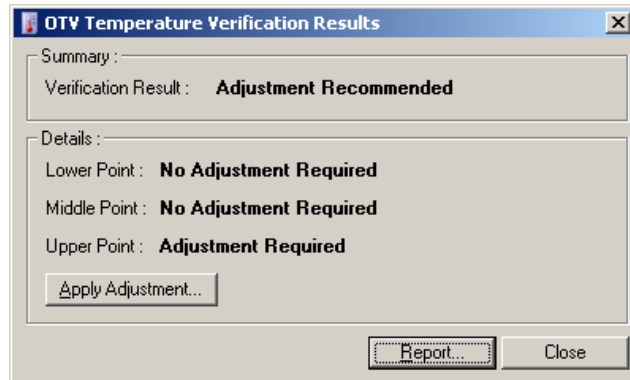 OTV Temperature Verification Results
Summary :
Verification Result : Adjustment Recommended
Details :
Lower Point : No Adjustment Required
Middle Point : No Adjustment Required
Upper Point : Adjustment Required
Apply Adjustment...
Report... Close